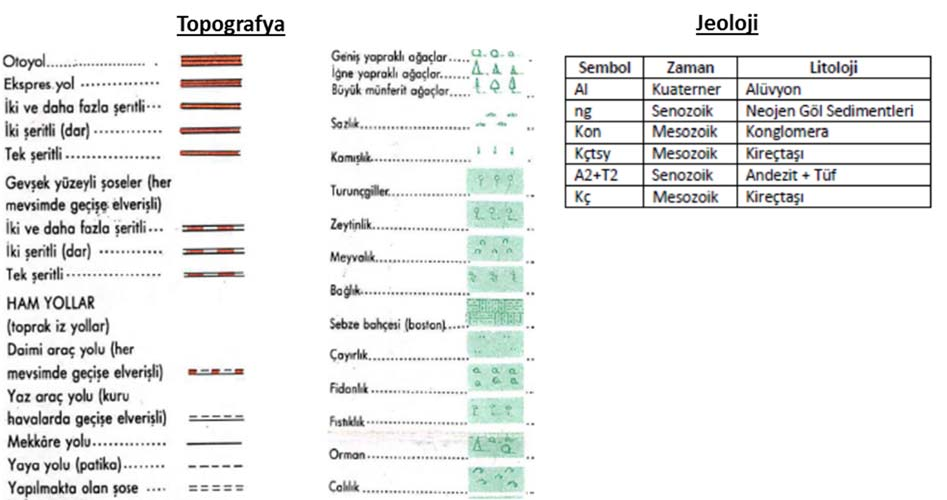 Topografya
Otoyol
Ekspres yol
İki ve daha fazla şeritli
İki şeritli (dar)
Tek şeritli
Gevşek yüzeyli şoseler (her
mevsimde geçişe elverişli)
İki ve daha fazla şeritli
İki şeritli (dar)
Tek şeritli
HAM YOLLAR
(toprak iz yollar)
Daimi araç yolu (her
mevsimde geçişe elverişli)
Yaz araç yolu (kuru
havalarda geçişe elverişli)
Mekkâre yolu
Yaya yolu (patika)
Yapılmakta olan şose
Geniş yapraklı ağaçlar
İğne yapraklı ağaçlar
Büyük münferit ağaçlar
Sazlık
Kamışlık
Turunçgiller
Zeytinlik
Meyvalık
Bağlık
Sebze bahçesi (bostan)
Çayırlık
Fidanlık
Fıstıklık
Orman
Çalılık
Jeoloji
Sembol Zaman Litoloji
Al Kuaterner Alüvyon
ng Senozoik Neojen Göl Sedimentleri
Kon Mesozoik Konglomera
Kçtsy Mesozoik Kireçtaşı
A2+T2 Senozoik Andezit + Tüf
Kç Mesozoik Kireçtaşı